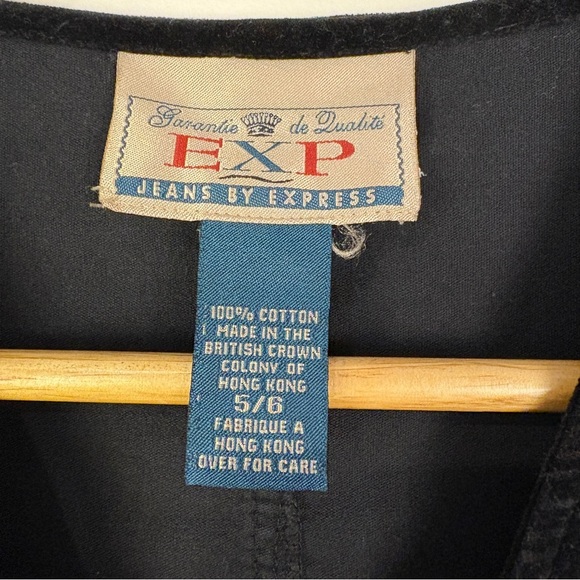 Garantie de Qualité
EXP
JEANS BY EXPRESS
100% COTTON
MADE IN THE
BRITISH CROWN
COLONY OF
HONG KONG
5/6
FABRIQUE A
HONG KONG
OVER FOR CARE